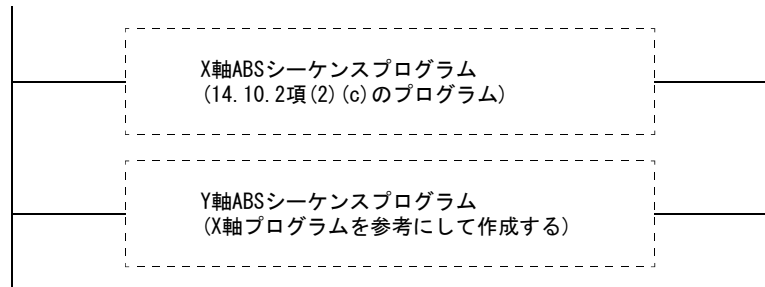 X軸ABSシーケンスプログラム
(14.10.2項(2)(c)のプログラム)
Y軸ABSシーケンスプログラム
(X軸プログラムを参考にして作成する)